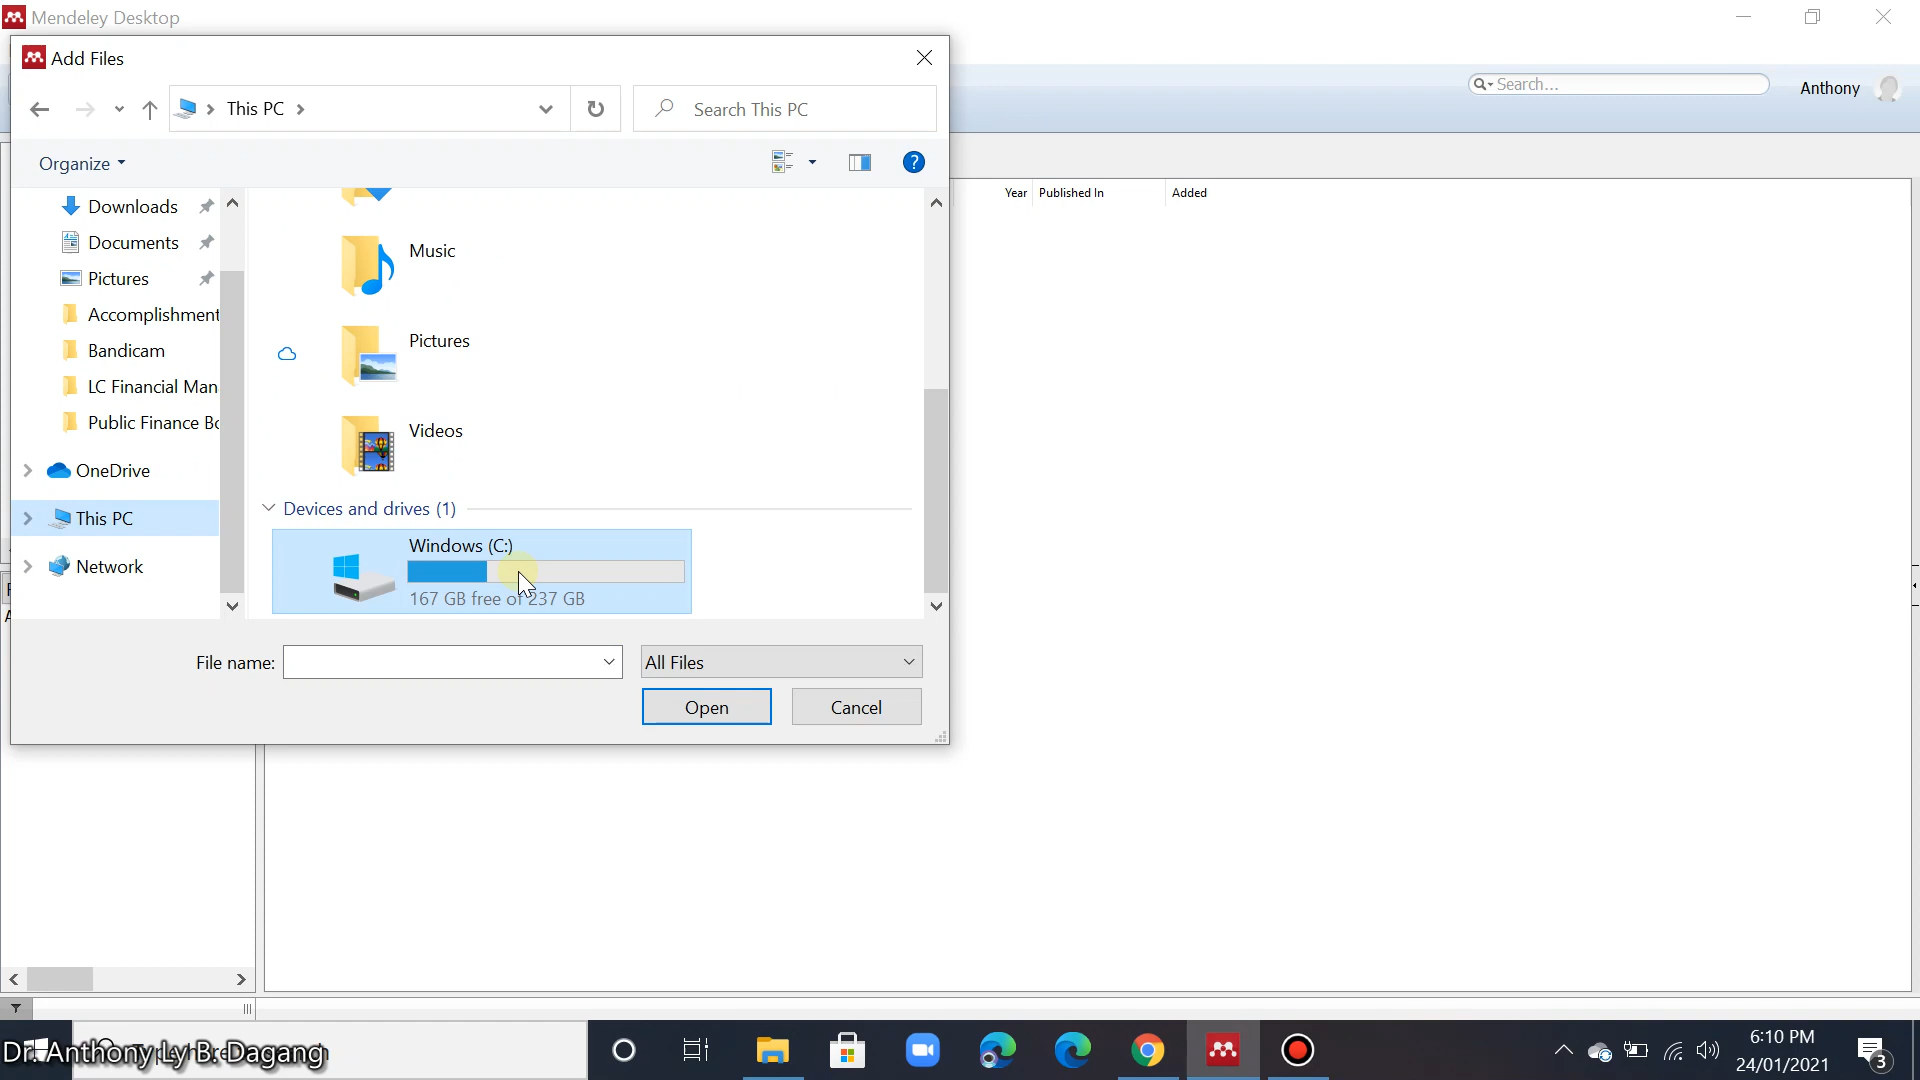 Mendeley Desktop
Add Files
This PC
Search This PC
Search...
Anthony
Organize
Year
Published In
Added
Downloads
Documents
Pictures
Accomplishment
Bandicam
LC Financial Man
Public Finance Bo
OneDrive
This PC
Network
Music
Pictures
Videos
Devices and drives (1)
Windows (C:)
167 GB free of 237 GB
File name:
All Files
Open
Cancel
Dr. Anthony Ly B. Dagang
6:10 PM
24/01/2021
3